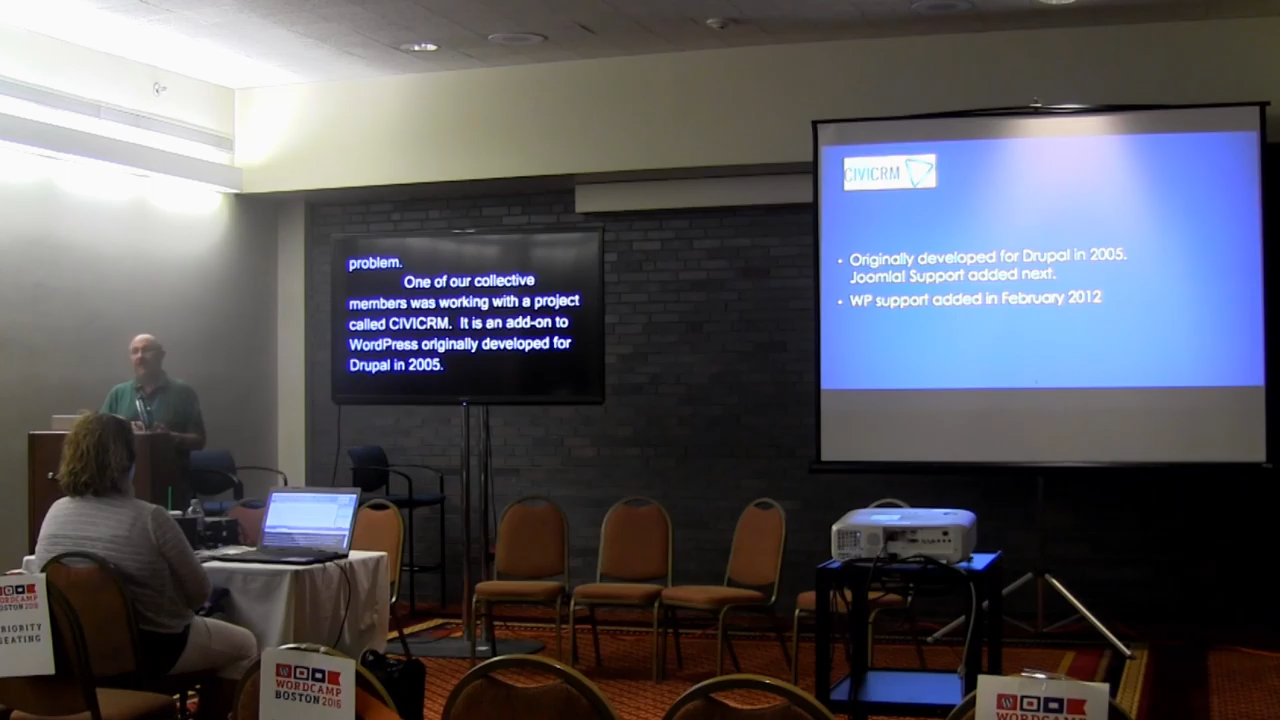 problem.
One of our collective
members was working with a project
called CIVICRM. It is an add-on to
WordPress originally developed for
Drupal in 2005.
CIVICRM
• Originally developed for Drupal in 2005.
Joomla! Support added next.
• WP support added in February 2012
WORDCAMP
BOSTON 2016
RIORITY
SEATING
WORDCAMP
BOSTON 2016
WORDCAMP